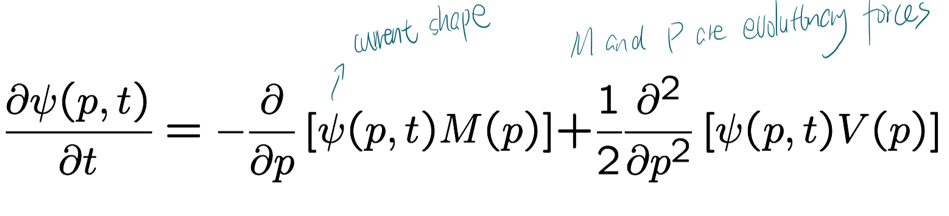 current shape
M and P are evolutionary forces
∂ψ(p,t)/∂t = −∂/∂p [ψ(p,t)M(p)] + 1/2 ∂²/∂p² [ψ(p,t)V(p)]